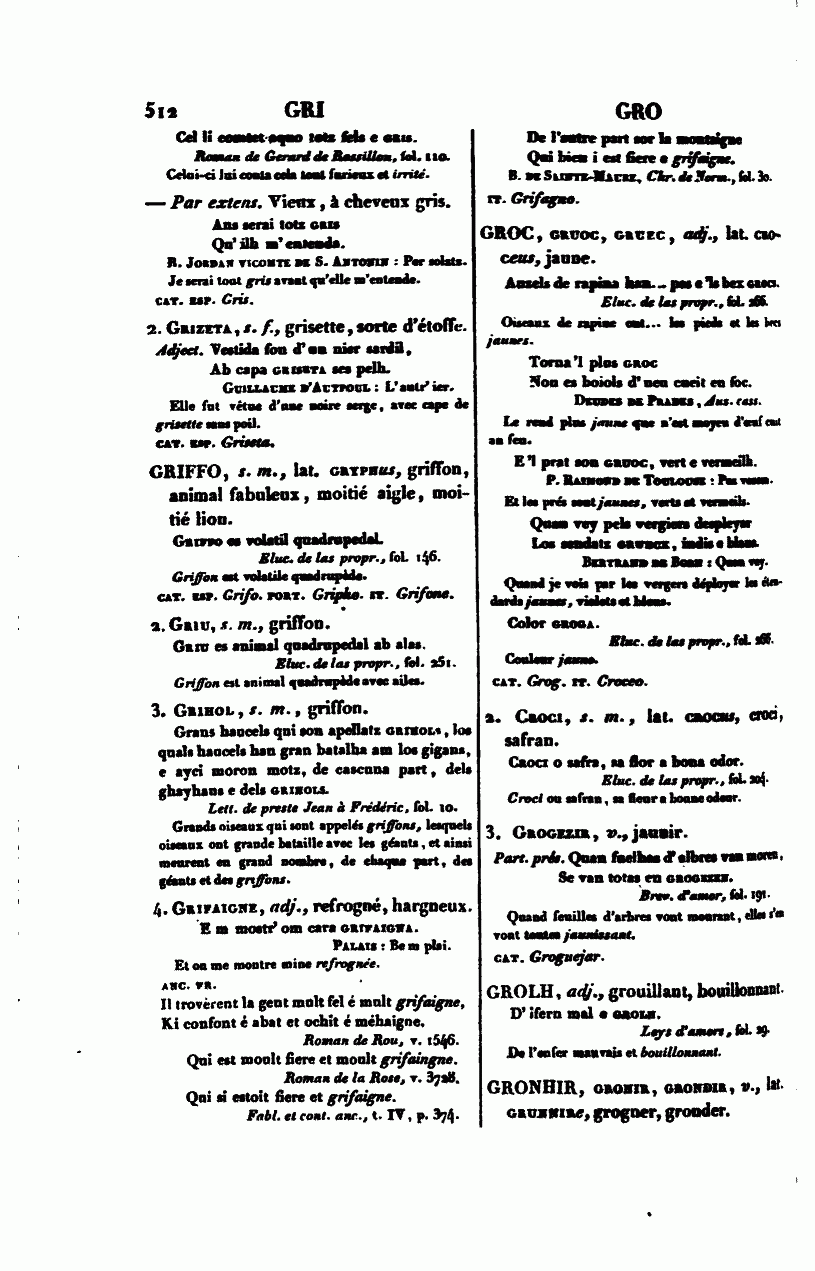 512 GRI
Cel li comtet aquo totz fels e GRIS.
Roman de Gerard de Rossillon, fol. 110.
Celui-ci lui conta cela tout furieux et irrité.
— Par extens. Vieux, à cheveux gris.
Ans serai totz GRIS
Qu' ilh m' entenda.
R. JORDAN VICOMTE DE S. ANTONIN : Per solatz.
Je serai tout gris avant qu'elle m'entende.
CAT. ESP. Gris.
2. GRIZETA, s. f., grisette, sorte d'étoffe.
Adject. Vestida fon d' un nier sardil,
Ab capa GRISETA ses pelh.
GUILLAUME D'AUTPOUL : L'autr' ier.
Elle fut vêtue d'une noire serge, avec cape de
grisette sans poil.
CAT. ESP. Griseta.
GRIFFO, s. m., lat. GRYPHUS, griffon,
animal fabuleux, moitié aigle, moi-
tié lion.
GRIFFO es volatil quadrupedal.
Eluc. de las propr., fol. 146.
Griffon est volatile quadrupède.
CAT. ESP. Grifo. PORT. Gripho. IT. Grifone.
2. GRIU, s. m., griffon.
GRIU es animal quadrupedal ab alas.
Eluc. de las propr., fol. 251.
Griffon est animal quadrupède avec ailes.
3. GRIHOL, s. m., griffon.
Grans haucels qui son apellatz GRIHOLS, los
quals haucels han gran batalha am los gigans,
e ayci moron motz, de cascuna part, dels
ghayhans e dels GRIHOLS.
Lett. de preste Jean à Frédéric, fol. 10.
Grands oiseaux qui sont appelés griffons, lesquels
oiseaux ont grande bataille avec les géants, et ainsi
meurent en grand nombre, de chaque part, des
géants et des griffons.
4. GRIFAIGNE, adj., refrogné, hargneux.
E m mostr' om cara GRIFAIGNA.
PALAIS : Be m plai.
Et on me montre mine refrognée.
ANC. FR.
Il trovèrent la gent mult fel é mult grifaigne,
Ki confont é abat et ochit é méhaigne.
Roman de Rou, v. 1546.
Qui est moult fiere et moult grifaingne.
Roman de la Rose, v. 3728.
Qui si estoit fiere et grifaigne.
Fabl. et cont. anc., t. IV, p. 374.
GRO
De l'autre part sor la montaigne
Qui bien i est fiere e grifaigne.
B. DE SAINTE-MAURE, Chr. de Norm., fol. 30.
IT. Grifagno.
GROC, GRUOC, GRUEC, adj., lat. CRO-
CEUS, jaune.
Auzels de rapina han... pes e 'ls bex GROCS.
Eluc. de las propr., fol. 266.
Oiseaux de rapine ont... les pieds et les becs
jaunes.
Torna 'l plus GROC
Non es boiols d' ueu cueit en foc.
DEUDES DE PRADES, Aus. cass.
Le rend plus jaune que n'est moyeu d'œuf cuit
au feu.
E 'l prat son GRUOC, vert e vermeilh.
P. RAIMOND DE TOULOUSE : Pus vezem.
Et les prés sont jaunes, verts et vermeils.
Quan vey pels vergiers despleyar
Los sendatz GRUECX, indis e blaus.
BERTRAND DE BORN : Quan vey.
Quand je vois par les vergers déployer les éten-
dards jaunes, violets et bleus.
Color GROGA.
Eluc. de las propr., fol. 266.
Couleur jaune.
CAT. Grog. IT. Croceo.
2. CROCI, s. m., lat. CROCUS, croci,
safran.
CROCI o safra, sa flor a bona odor.
Eluc. de las propr., fol. 204.
Croci ou safran, sa fleur a bonne odeur.
3. GROGEZIR, v., jaunir.
Part. prés. Quan fuelhas d' elbres van moren,
Se van totas en GROGEZEN.
Brev. d'amor, fol. 191.
Quand feuilles d'arbres vont mourant, elles s'en
vont toutes jaunissant.
CAT. Groguejar.
GROLH, adj., grouillant, bouillonnant.
D' ifern mal e GROLH.
Leys d'amors, fol. 29.
De l'enfer mauvais et bouillonnant.
GRONHIR, GRONIR, GRONDIR, v., lat.
GRUNNIRE, grogner, gronder.